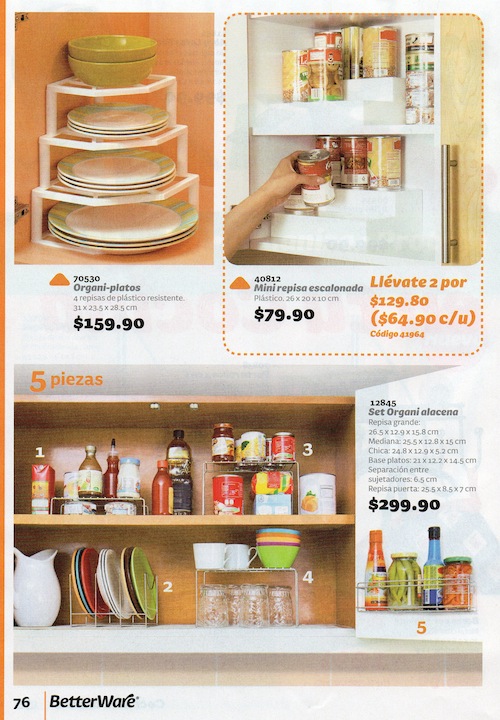 70530
Organi-platos
4 repisas de plástico resistente.
31 x 23.5 x 28.5 cm
$159.90
40812
Mini repisa escalonada
Plástico. 26 x 20 x 10 cm
$79.90
Llévate 2 por
$129.80
($64.90 c/u)
Código 41964
5 piezas
12845
Set Organi alacena
Repisa grande:
26.5 x 12.9 x 15.8 cm
Mediana: 25.5 x 12.8 x 15 cm
Chica: 24.8 x 12.9 x 5.2 cm
Base platos: 21 x 12.2 x 14.5 cm
Separación entre
sujetadores: 6.5 cm
Repisa puerta: 25.5 x 8.5 x 7 cm
$299.90
1
3
2
4
5
76 BetterWare